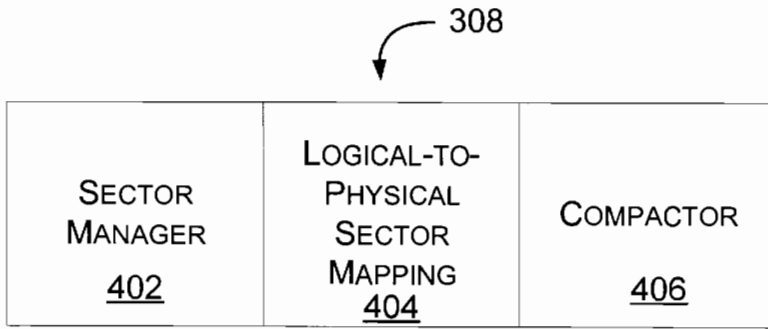 308
SECTOR
MANAGER
402
LOGICAL-TO-
PHYSICAL
SECTOR
MAPPING
404
COMPACTOR
406